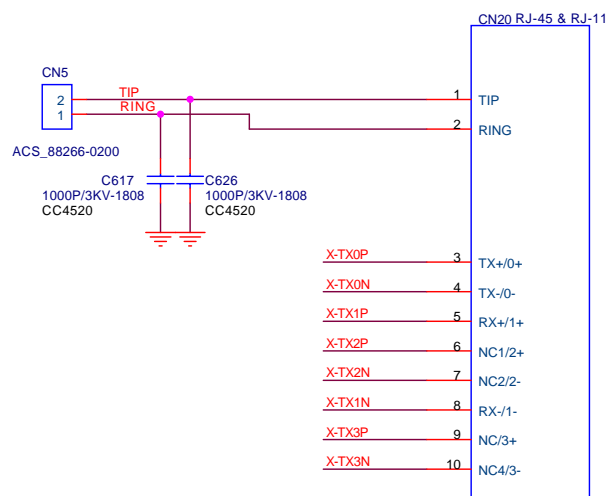 CN20 RJ-45 & RJ-11
CN5
2
1
TIP
RING
ACS_88266-0200
C617
1000P/3KV-1808
CC4520
C626
1000P/3KV-1808
CC4520
1 TIP
2 RING
X-TX0P 3 TX+/0+
X-TX0N 4 TX-/0-
X-TX1P 5 RX+/1+
X-TX2P 6 NC1/2+
X-TX2N 7 NC2/2-
X-TX1N 8 RX-/1-
X-TX3P 9 NC/3+
X-TX3N 10 NC4/3-